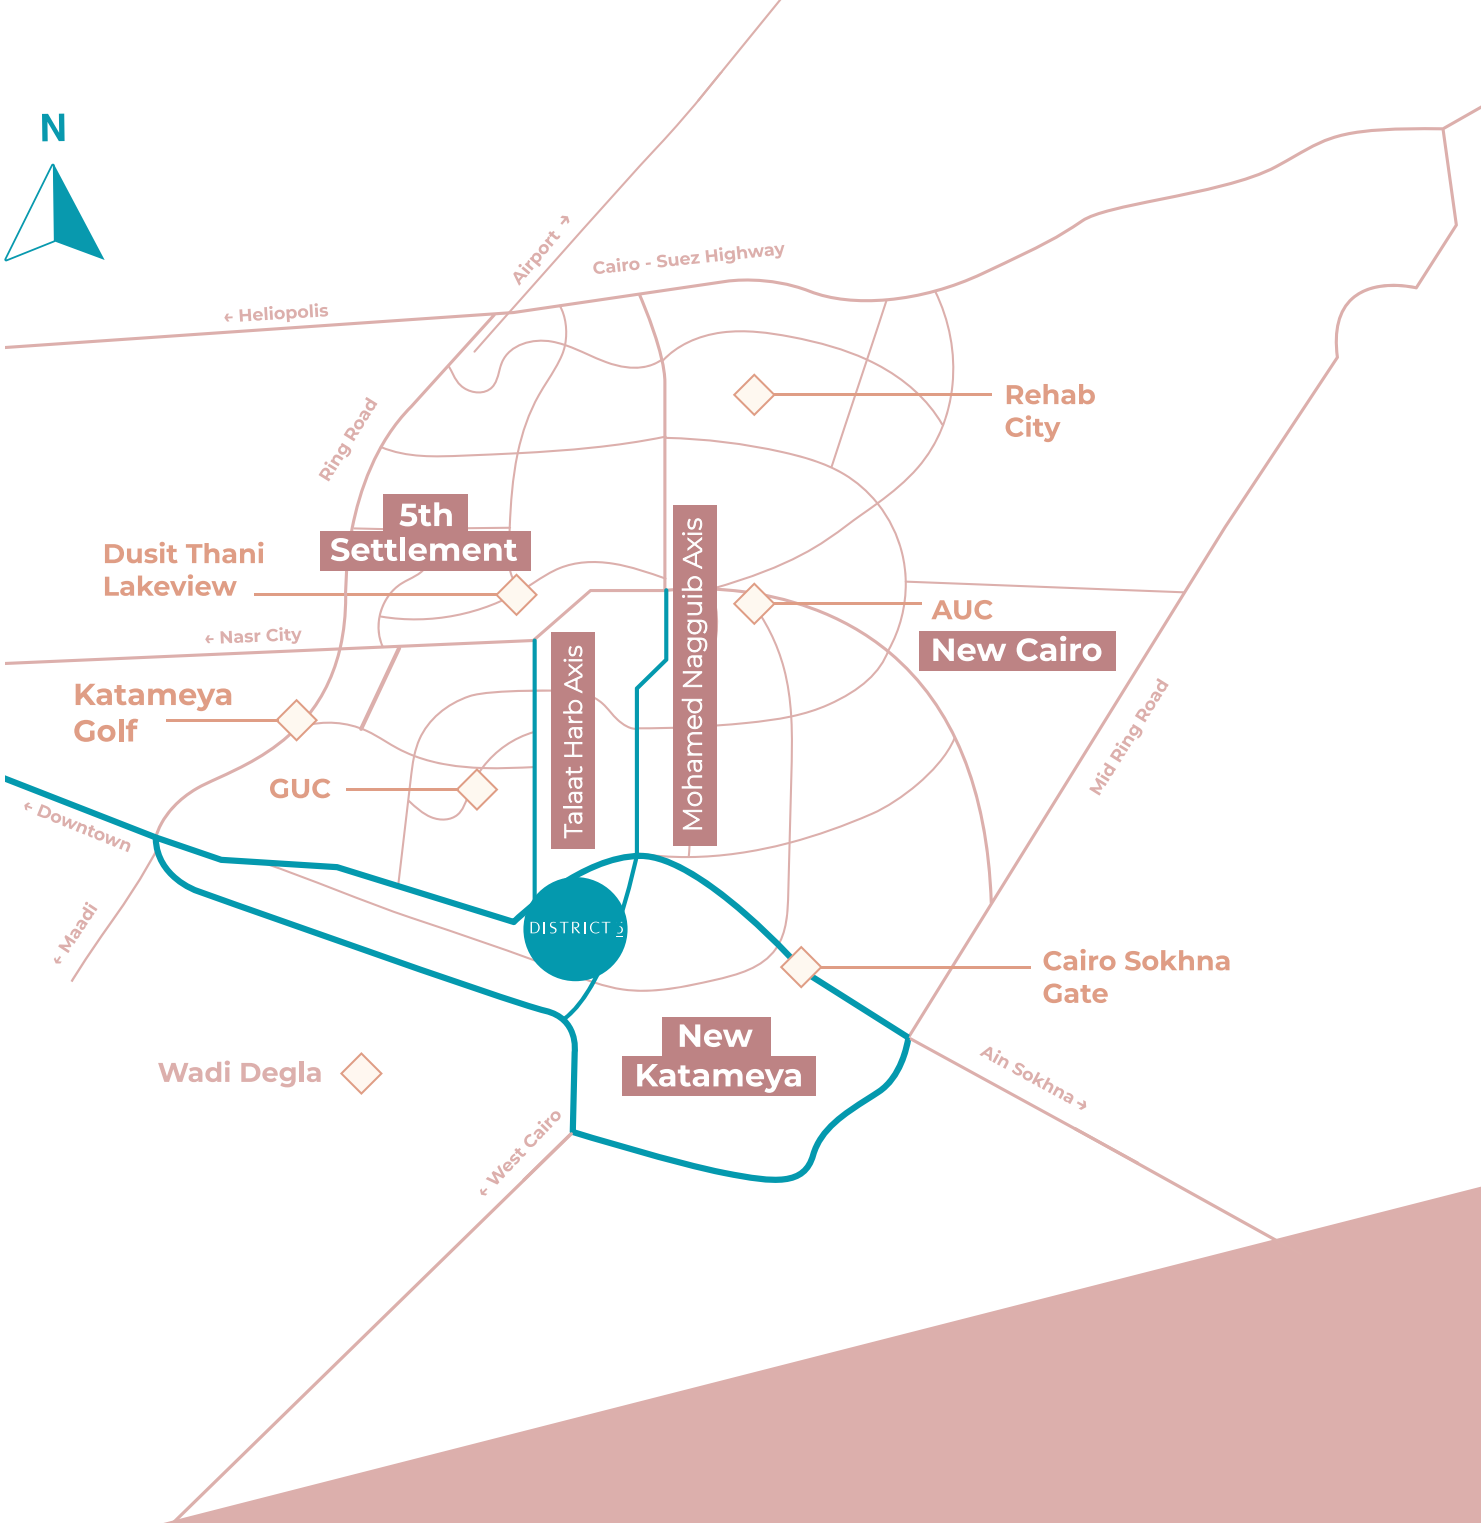 N
Airport →
Cairo - Suez Highway
← Heliopolis
Ring Road
Rehab
City
5th
Settlement
Dusit Thani
Lakeview
Mohamed Nagguib Axis
AUC
New Cairo
← Nasr City
Talaat Harb Axis
Katameya
Golf
Mid Ring Road
GUC
← Downtown
← Maadi
DISTRICT 5
Cairo Sokhna
Gate
New
Katameya
Wadi Degla
Ain Sokhna →
← West Cairo